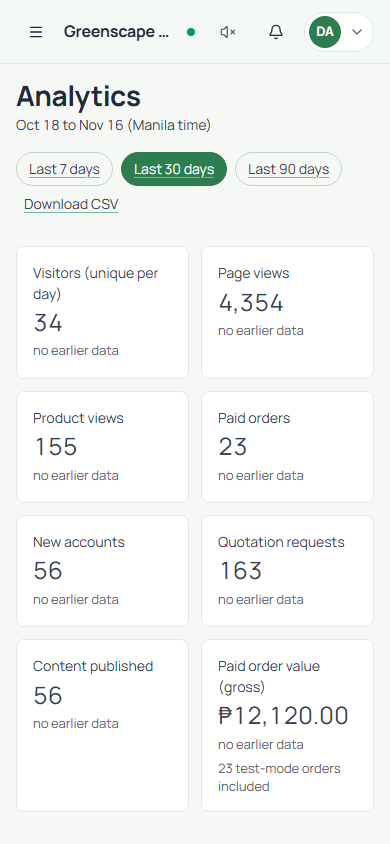 Greenscape ...
DA
Analytics
Oct 18 to Nov 16 (Manila time)
Last 7 days
Last 30 days
Last 90 days
Download CSV
Visitors (unique per
day)
34
no earlier data
Page views
4,354
no earlier data
Product views
155
no earlier data
Paid orders
23
no earlier data
New accounts
56
no earlier data
Quotation requests
163
no earlier data
Content published
56
no earlier data
Paid order value
(gross)
₱12,120.00
no earlier data
23 test-mode orders
included